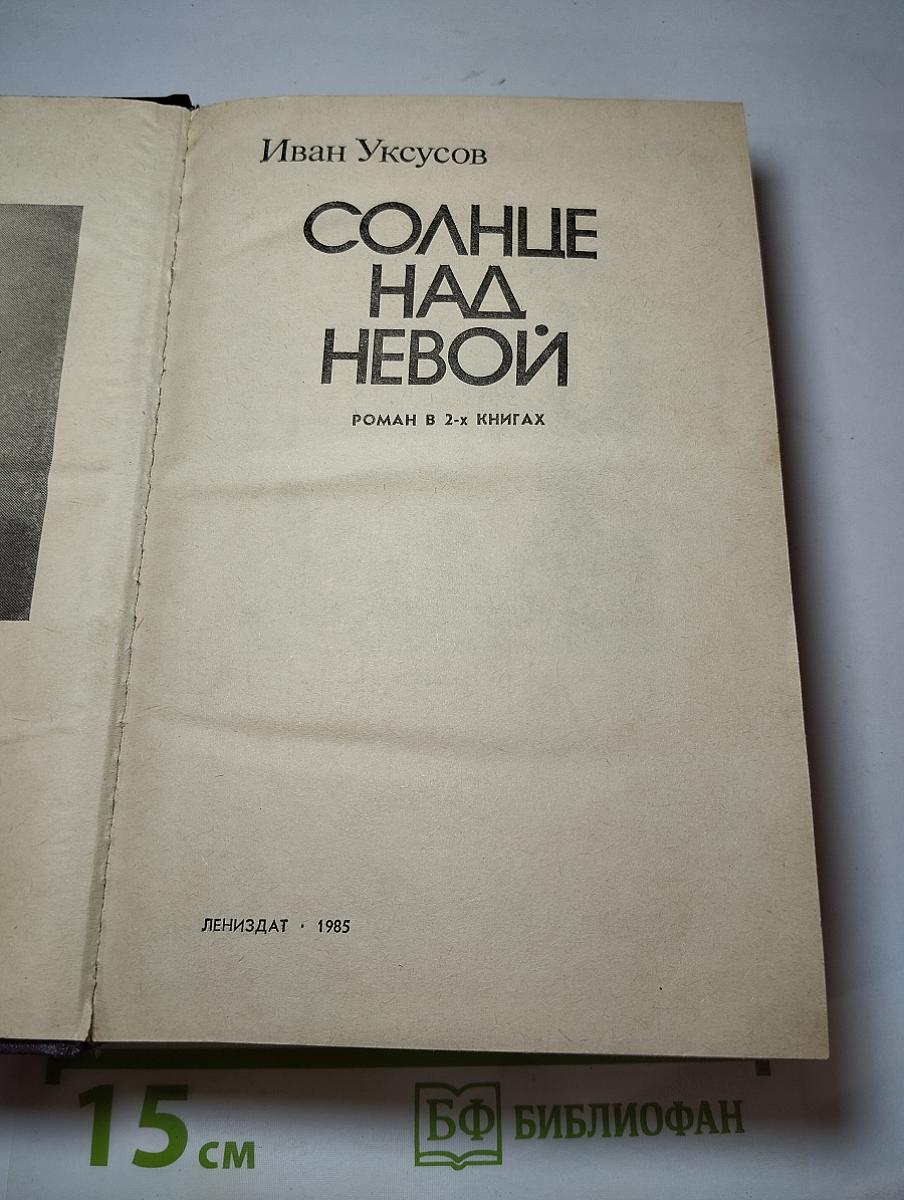 Иван Уксусов
СОЛНЦЕ
НАД
НЕВОЙ
РОМАН В 2-х КНИГАХ
ЛЕНИЗДАТ · 1985
15 см
БФ БИБЛИОФАН